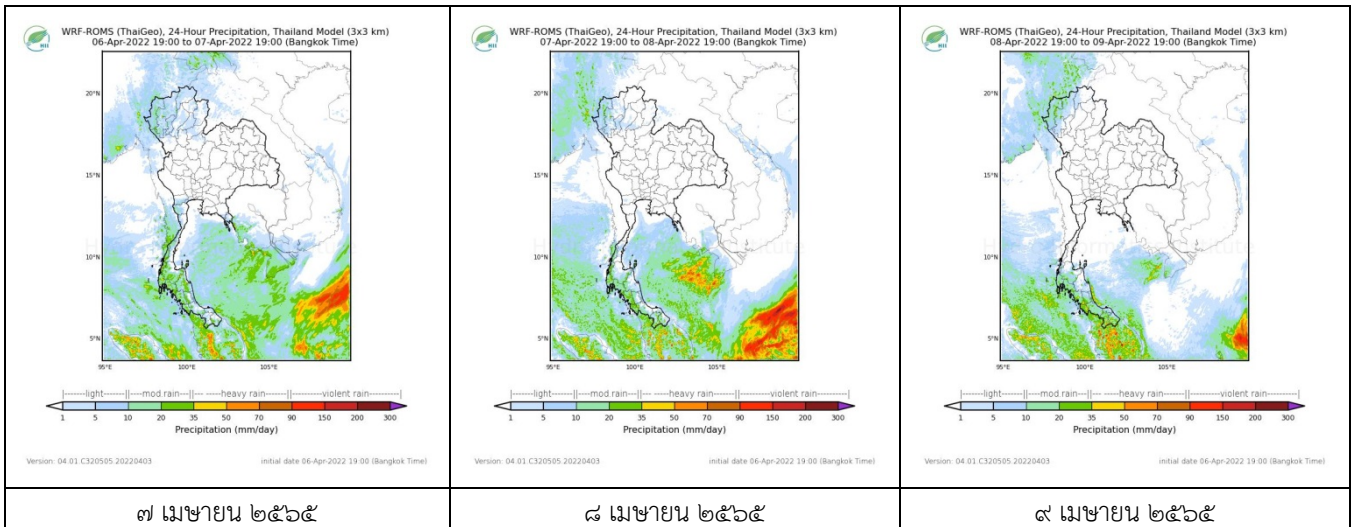 WRF-ROMS (ThaiGeo), 24-Hour Precipitation, Thailand Model (3x3 km)
06-Apr-2022 19:00 to 07-Apr-2022 19:00 (Bangkok Time)
HII
20°N
15°N
10°N
5°N
95°E 100°E 105°E
|-------light------||---mod.rain---||--- heavy rain----||------violent rain------|
1 5 10 20 35 50 70 90 150 200 300
Precipitation (mm/day)
Version: 04.01.C320505.20220403 initial date 06-Apr-2022 19:00 (Bangkok Time)
๗ เมษายน ๒๕๖๕
WRF-ROMS (ThaiGeo), 24-Hour Precipitation, Thailand Model (3x3 km)
07-Apr-2022 19:00 to 08-Apr-2022 19:00 (Bangkok Time)
HII
20°N
15°N
10°N
5°N
95°E 100°E 105°E
|-------light------||---mod.rain---||--- heavy rain----||------violent rain------|
1 5 10 20 35 50 70 90 150 200 300
Precipitation (mm/day)
Version: 04.01.C320505.20220403 initial date 06-Apr-2022 19:00 (Bangkok Time)
๘ เมษายน ๒๕๖๕
WRF-ROMS (ThaiGeo), 24-Hour Precipitation, Thailand Model (3x3 km)
08-Apr-2022 19:00 to 09-Apr-2022 19:00 (Bangkok Time)
HII
20°N
15°N
10°N
5°N
95°E 100°E 105°E
|-------light------||---mod.rain---||--- heavy rain----||------violent rain------|
1 5 10 20 35 50 70 90 150 200 300
Precipitation (mm/day)
Version: 04.01.C320505.20220403 initial date 06-Apr-2022 19:00 (Bangkok Time)
๙ เมษายน ๒๕๖๕